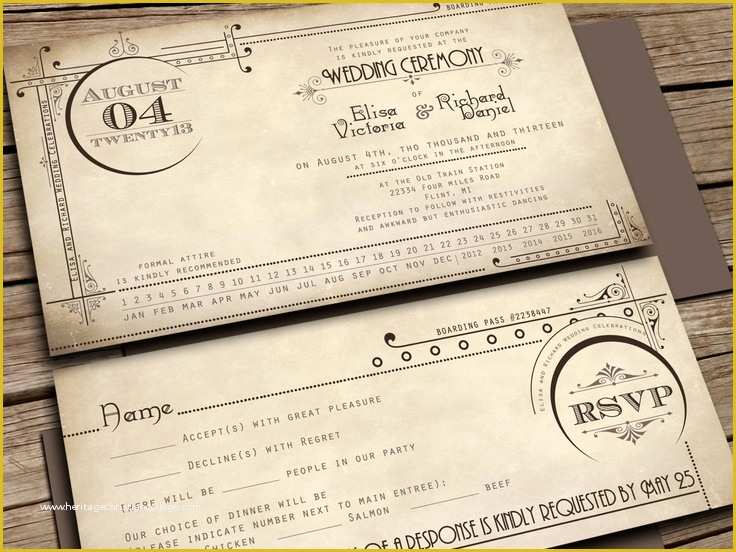 BOARDING
THE PLEASURE OF YOUR COMPANY
IS KINDLY REQUESTED AT THE
WEDDING CEREMONY
OF
Elisa Victoria & Richard Daniel
ON AUGUST 4TH, THO THOUSAND AND THIRTEEN
AT SIX O'CLOCK IN THE AFTERNOON
AT THE OLD TRAIN STATION
22334 FOUR MILES ROAD
FLINT, MI
RECEPTION TO FOLLOW WITH RESTIVITIES
AND AWKWARD BUT ENTHUSIASTIC DANCING
AUGUST
04
TWENTY13
ELISA AND RICHARD WEDDING CELEBRATIONS
FORMAL ATTIRE
IS KINDLY RECOMMENDED
1 2 3 4 5 6 7 8 9 10 11 12 13 14 15 16 17 18 19 20 21 22 23 24 25 26 27 28 29 30 31
JAN FEB MAR APR MAY JUN JUL AUG SEP OCT NOV DEC | 2012 2013 2014 2015 2016
BOARDING PASS @2238447
Name
ACCEPT(S) WITH GREAT PLEASURE
DECLINE(S) WITH REGRET
THERE WILL BE PEOPLE IN OUR PARTY
OUR CHOICE OF DINNER WILL BE
(PLEASE INDICATE NUMBER NEXT TO MAIN ENTREE):
CHICKEN SALMON BEEF
ELISA AND RICHARD WEDDING CELEBRATIONS
RSVP
OF A RESPONSE IS KINDLY REQUESTED BY MAY 25